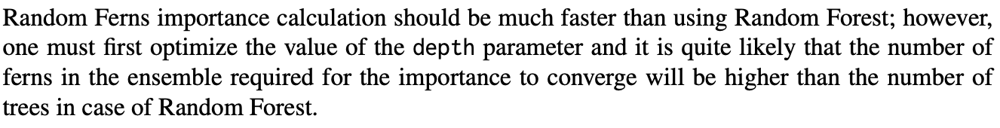 Random Ferns importance calculation should be much faster than using Random Forest; however,
one must first optimize the value of the depth parameter and it is quite likely that the number of
ferns in the ensemble required for the importance to converge will be higher than the number of
trees in case of Random Forest.